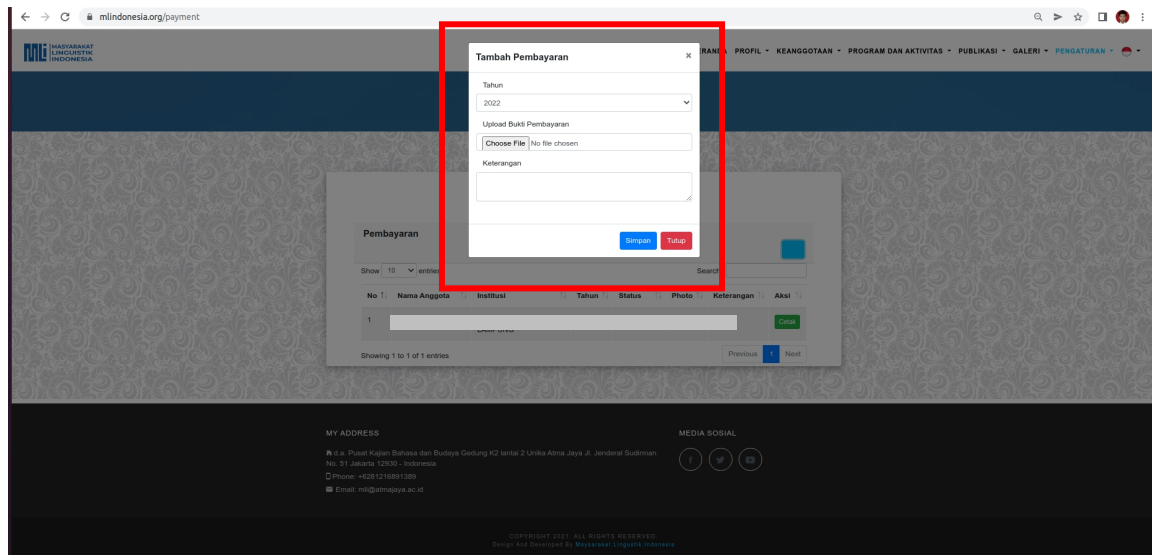 mlindonesia.org/payment
MASYARAKAT
LINGUISTIK
INDONESIA
PROFIL
KEANGGOTAAN
PROGRAM DAN AKTIVITAS
PUBLIKASI
GALERI
PENGATURAN
Tambah Pembayaran
Tahun
2022
Upload Bukti Pembayaran
Choose File No file chosen
Keterangan
Simpan Tutup
Pembayaran
Show 10 entries
No Nama Anggota Institusi Tahun Status Photo Keterangan Aksi
1 Cetak
Showing 1 to 1 of 1 entries
Previous 1 Next
MY ADDRESS
d.a. Pusat Kajian Bahasa dan Budaya Gedung K2 lantai 2 Unika Atma Jaya Jl. Jenderal Sudirman
No. 51 Jakarta 12930 - Indonesia
Phone: +6281216891389
Email: mli@atmajaya.ac.id
MEDIA SOSIAL
COPYRIGHT 2021. ALL RIGHTS RESERVED.
Design And Developed By Masyarakat Linguistik Indonesia